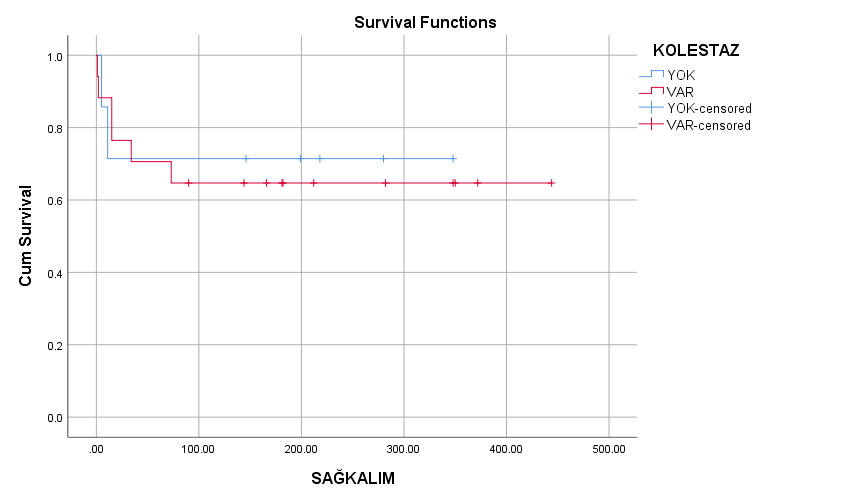 Survival Functions
KOLESTAZ
YOK
VAR
YOK-censored
VAR-censored
Cum Survival
1.0
0.8
0.6
0.4
0.2
0.0
.00
100.00
200.00
300.00
400.00
500.00
SAĞKALIM